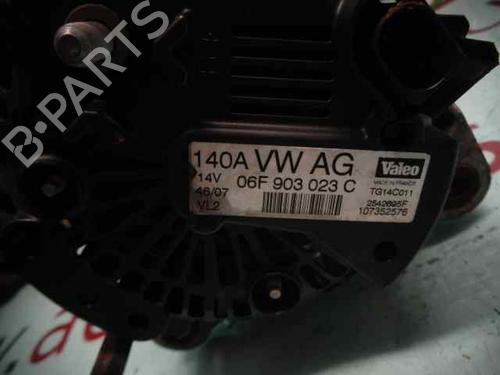 B-PARTS
140A VW AG
14V 06F 903 023 C
46/07
VL2
Valeo
MADE IN FRANCE
TG14C011
2542695F
107352576